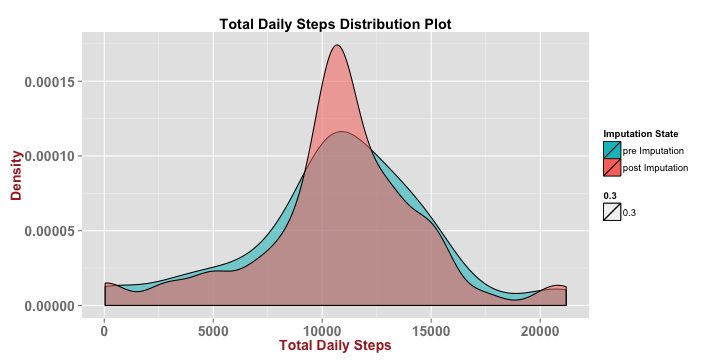 Total Daily Steps Distribution Plot
Density
0.00015
0.00010
0.00005
0.00000
0 5000 10000 15000 20000
Total Daily Steps
Imputation State
pre Imputation
post Imputation
0.3
0.3